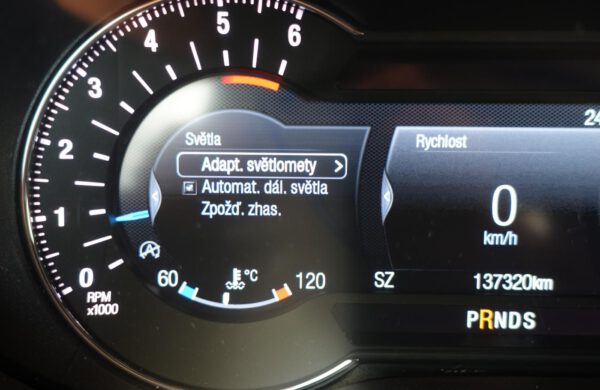 6
5
4
3
2
1
0
RPM
x1000
Světla
Adapt. světlomety
Automat. dál. světla
Zpožď. zhas.
60 °C 120
24
Rychlost
0
km/h
SZ 137320km
PRNDS